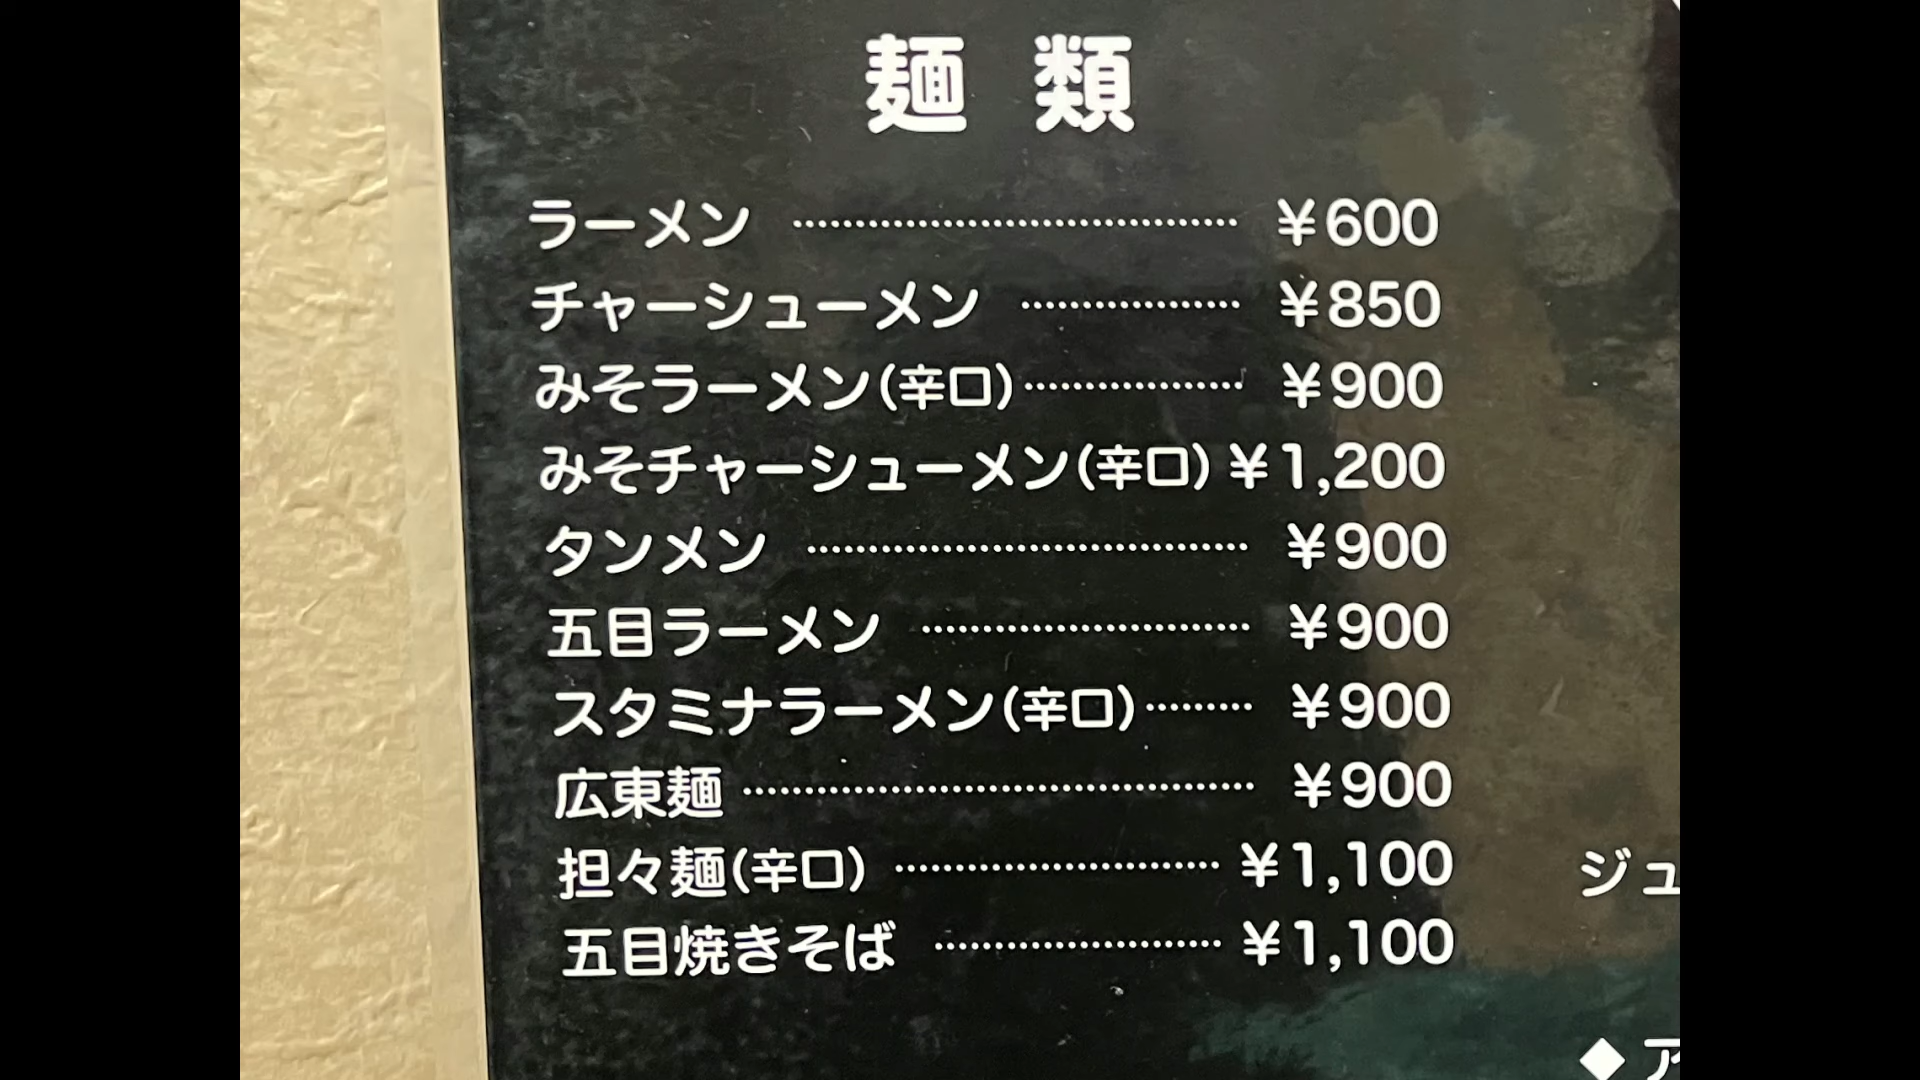 麺 類
ラーメン ………………………………… ¥600
チャーシューメン ……………… ¥850
みそラーメン(辛口)……………… ¥900
みそチャーシューメン(辛口) ¥1,200
タンメン ………………………………… ¥900
五目ラーメン ……………………… ¥900
スタミナラーメン(辛口)……… ¥900
広東麺 …………………………………… ¥900
担々麺(辛口) ……………………… ¥1,100
五目焼きそば …………………… ¥1,100
ジュ
◆ア